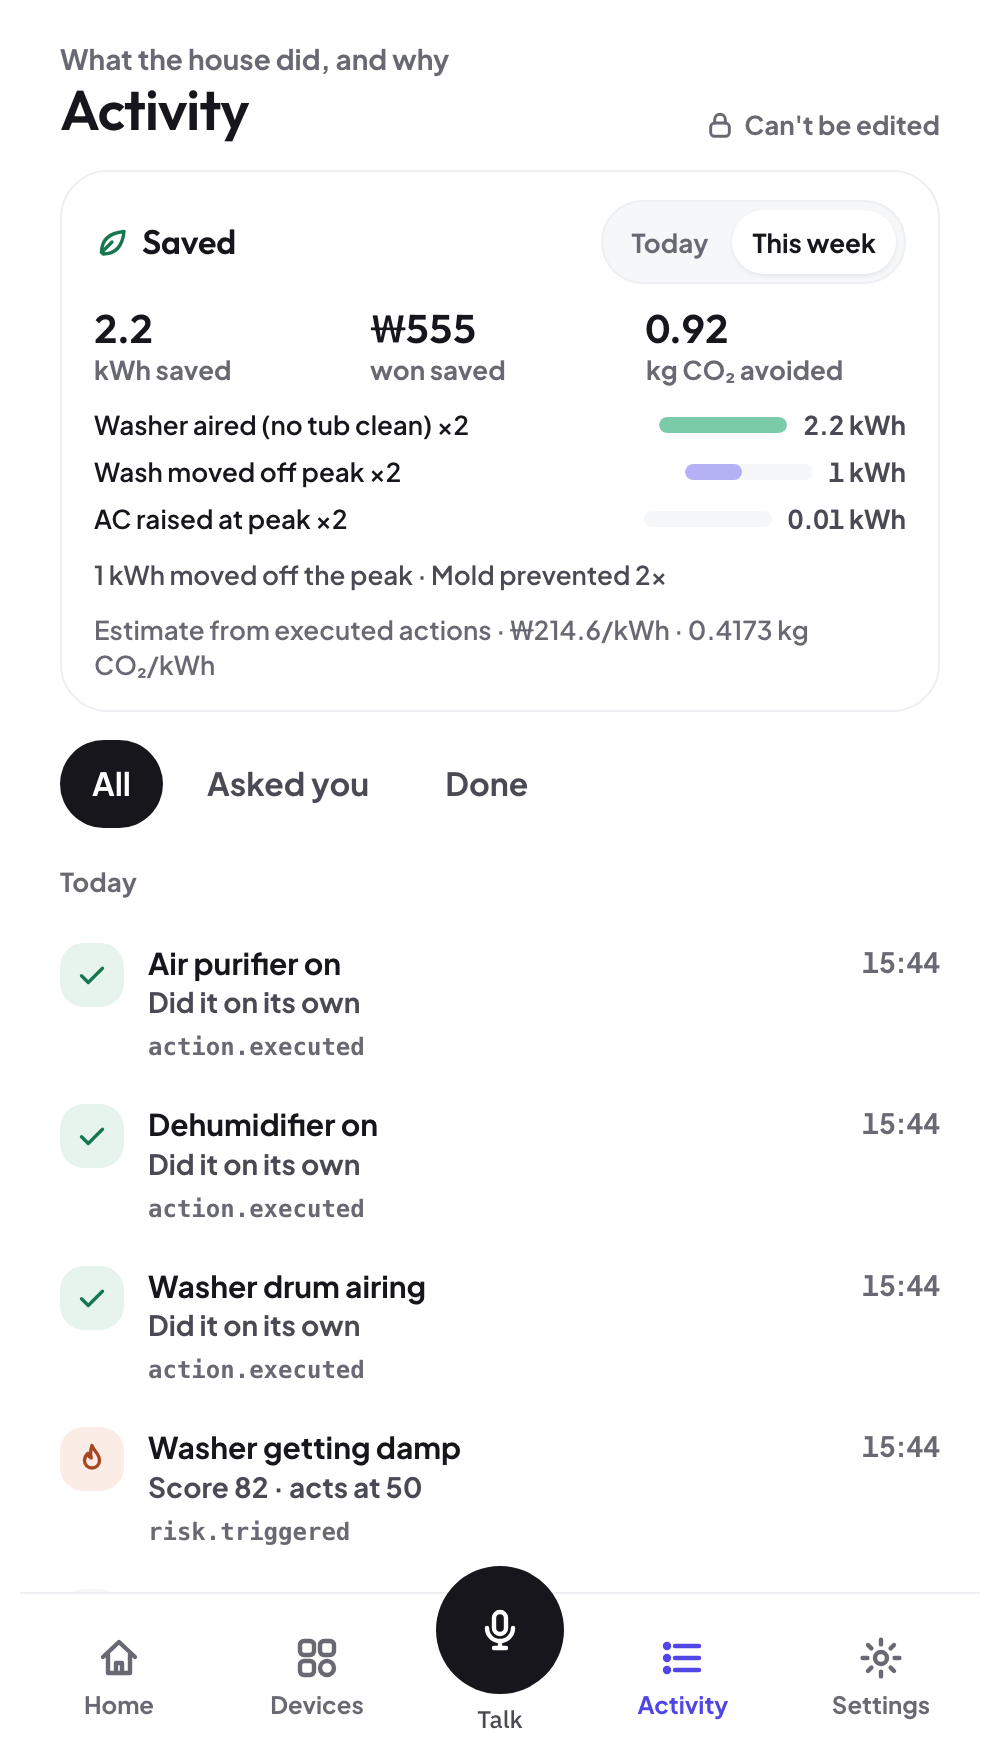 What the house did, and why
Activity
Can't be edited
Saved
Today
This week
2.2
₩555
0.92
kWh saved
won saved
kg CO₂ avoided
Washer aired (no tub clean) ×2
2.2 kWh
Wash moved off peak ×2
1 kWh
AC raised at peak ×2
0.01 kWh
1 kWh moved off the peak · Mold prevented 2×
Estimate from executed actions · ₩214.6/kWh · 0.4173 kg
CO₂/kWh
All
Asked you
Done
Today
Air purifier on
15:44
Did it on its own
action.executed
Dehumidifier on
15:44
Did it on its own
action.executed
Washer drum airing
15:44
Did it on its own
action.executed
Washer getting damp
15:44
Score 82 · acts at 50
risk.triggered
Home
Devices
Talk
Activity
Settings